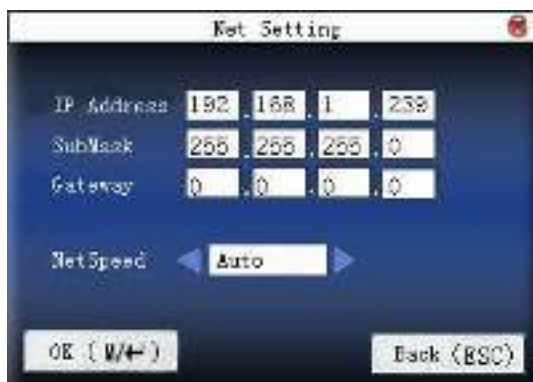 Net Setting
IP Address 192 . 168 . 1 . 239
SubMask 255 . 255 . 255 . 0
Gateway 0 . 0 . 0 . 0
NetSpeed Auto
OK (M/↵) Back (ESC)